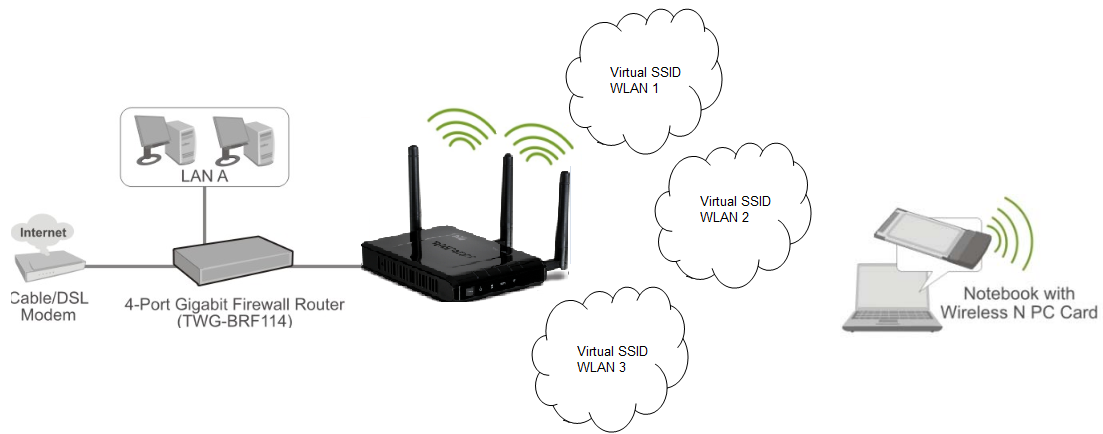 Virtual SSID
WLAN 1
LAN A
Virtual SSID
WLAN 2
Internet
Cable/DSL
Modem
4-Port Gigabit Firewall Router
(TWG-BRF114)
TRENDNET
Notebook with
Wireless N PC Card
Virtual SSID
WLAN 3